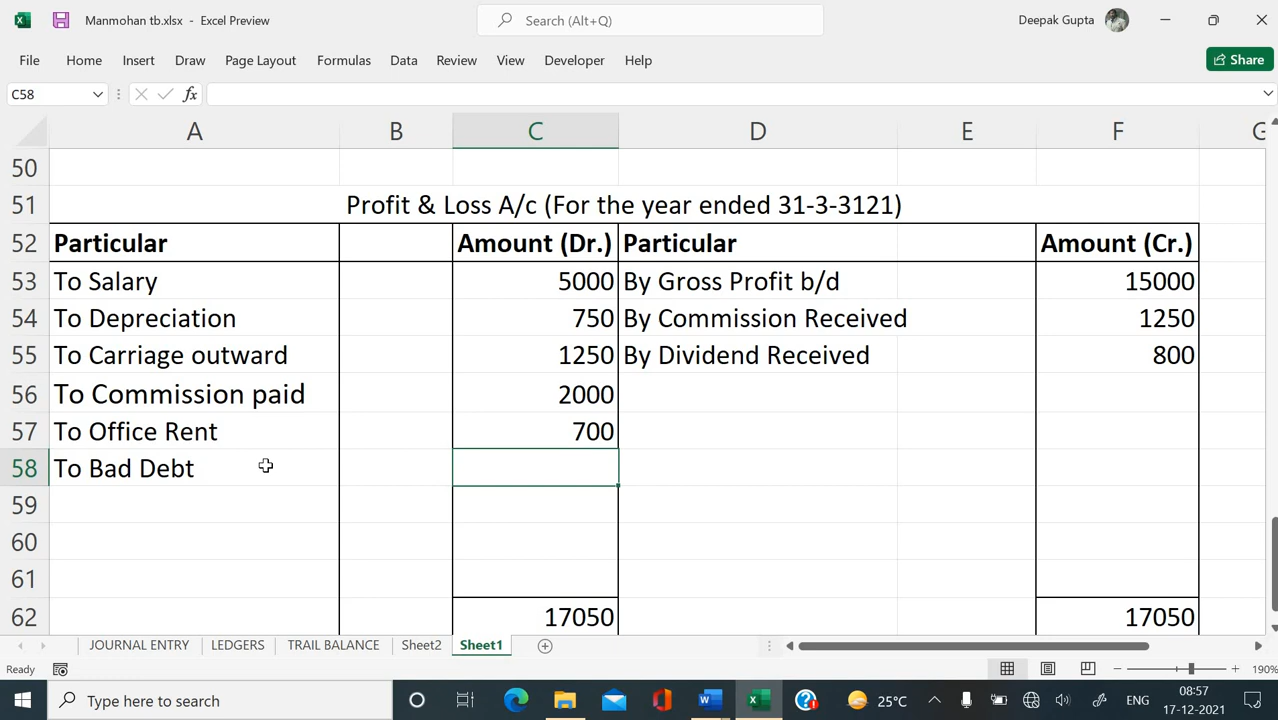 Manmohan tb.xlsx - Excel Preview
Search (Alt+Q)
Deepak Gupta
File Home Insert Draw Page Layout Formulas Data Review View Developer Help
Share
C58
fx
A B C D E F G
50
51 Profit & Loss A/c (For the year ended 31-3-3121)
52 Particular Amount (Dr.) Particular Amount (Cr.)
53 To Salary 5000 By Gross Profit b/d 15000
54 To Depreciation 750 By Commission Received 1250
55 To Carriage outward 1250 By Dividend Received 800
56 To Commission paid 2000
57 To Office Rent 700
58 To Bad Debt
59
60
61
62 17050 17050
JOURNAL ENTRY LEDGERS TRAIL BALANCE Sheet2 Sheet1
Ready
190%
Type here to search
25°C
ENG
08:57
17-12-2021